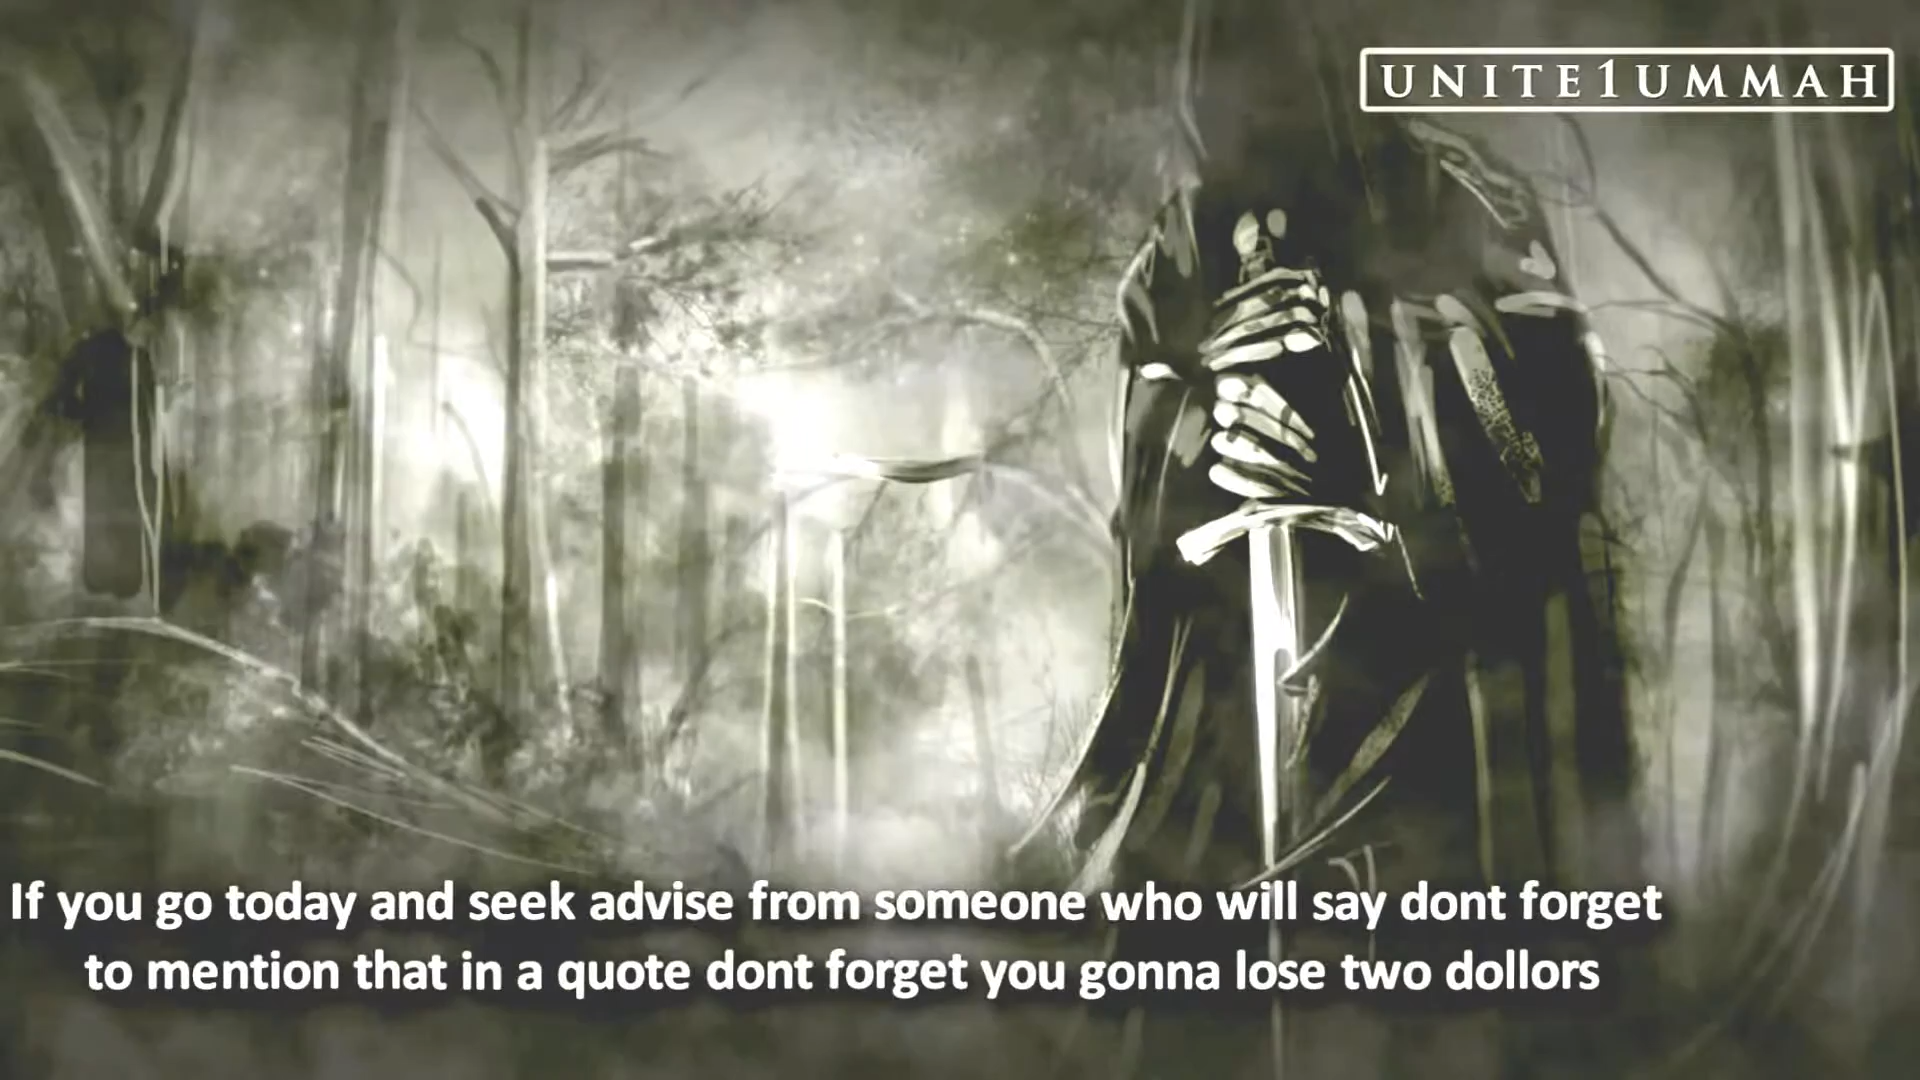 UNITE1UMMAH
If you go today and seek advise from someone who will say dont forget
to mention that in a quote dont forget you gonna lose two dollors